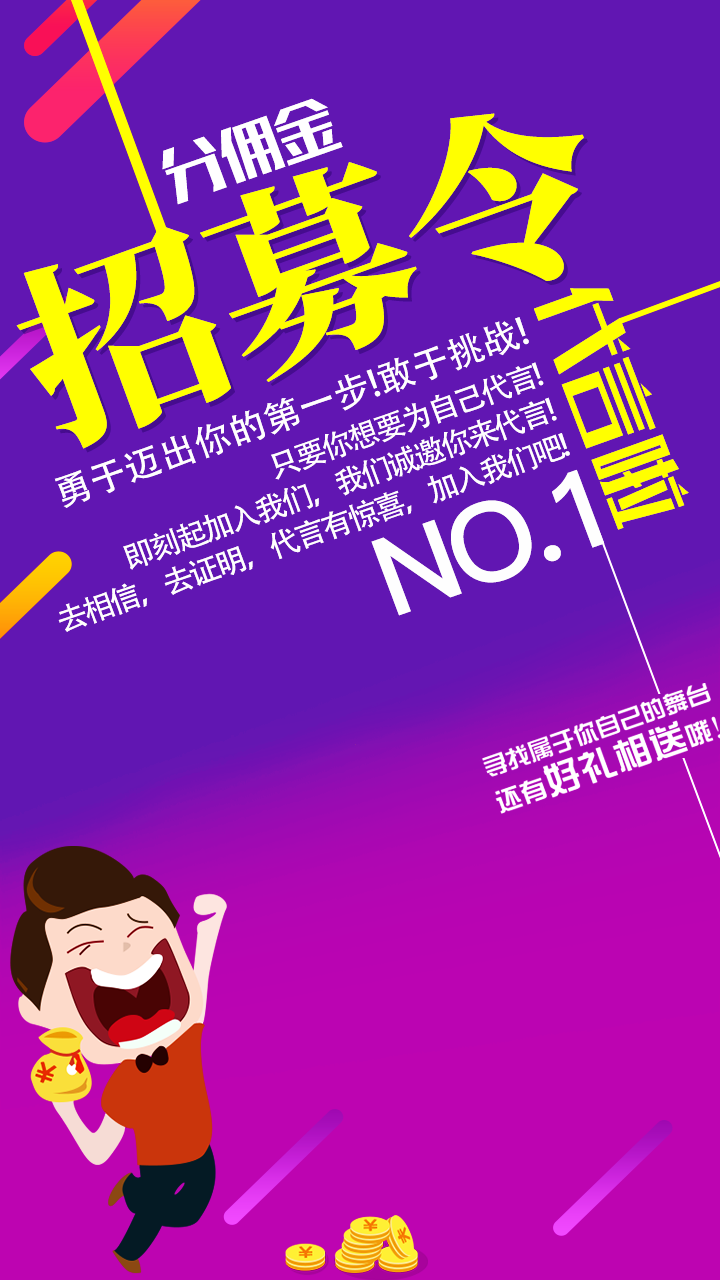 分佣金
招募令
代言啦
勇于迈出你的第一步!敢于挑战!
只要你想要为自己代言!
即刻起加入我们，我们诚邀你来代言!
去相信，去证明，代言有惊喜，加入我们吧!
NO.1
寻找属于你自己的舞台
还有好礼相送哦!
¥
¥
¥
¥